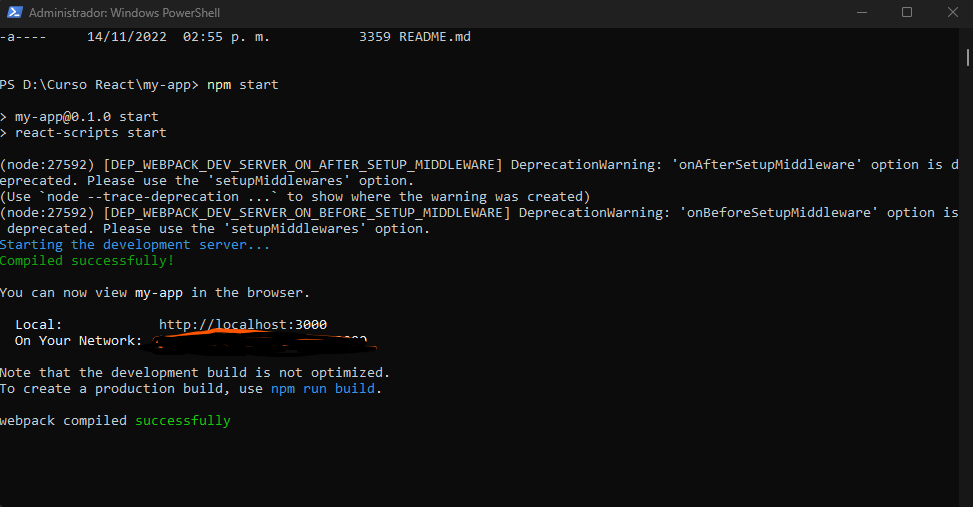 Administrador: Windows PowerShell
-a---- 14/11/2022 02:55 p. m. 3359 README.md
PS D:\Curso React\my-app> npm start
> my-app@0.1.0 start
> react-scripts start
(node:27592) [DEP_WEBPACK_DEV_SERVER_ON_AFTER_SETUP_MIDDLEWARE] DeprecationWarning: 'onAfterSetupMiddleware' option is d
eprecated. Please use the 'setupMiddlewares' option.
(Use `node --trace-deprecation ...` to show where the warning was created)
(node:27592) [DEP_WEBPACK_DEV_SERVER_ON_BEFORE_SETUP_MIDDLEWARE] DeprecationWarning: 'onBeforeSetupMiddleware' option is
deprecated. Please use the 'setupMiddlewares' option.
Starting the development server...
Compiled successfully!
You can now view my-app in the browser.
Local: http://localhost:3000
On Your Network:
Note that the development build is not optimized.
To create a production build, use npm run build.
webpack compiled successfully